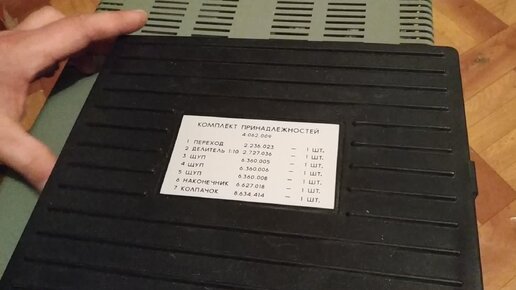 КОМПЛЕКТ ПРИНАДЛЕЖНОСТЕЙ
4.062.069
1 ПЕРЕХОД 2.236.023 — 1 ШТ.
2 ДЕЛИТЕЛЬ 1:10 2.727.036 — 1 ШТ.
3 ЩУП 6.360.005 — 1 ШТ.
4 ЩУП 6.360.006 — 1 ШТ.
5 ЩУП 6.360.008 — 1 ШТ.
6 НАКОНЕЧНИК 6.627.018 — 1 ШТ.
7 КОЛПАЧОК 8.634.414 — 1 ШТ.